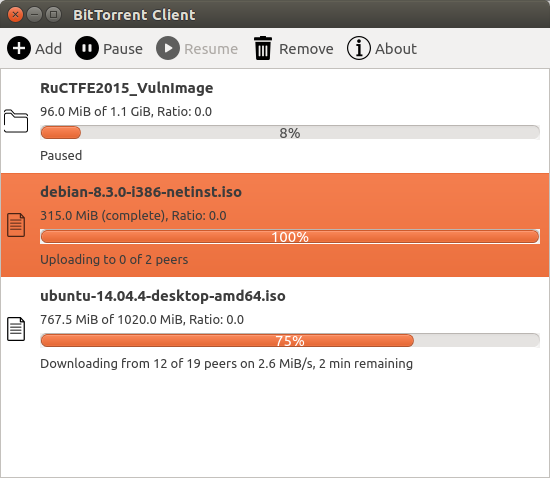 BitTorrent Client
Add Pause Resume Remove About
RuCTFE2015_VulnImage
96.0 MiB of 1.1 GiB, Ratio: 0.0
8%
Paused
debian-8.3.0-i386-netinst.iso
315.0 MiB (complete), Ratio: 0.0
100%
Uploading to 0 of 2 peers
ubuntu-14.04.4-desktop-amd64.iso
767.5 MiB of 1020.0 MiB, Ratio: 0.0
75%
Downloading from 12 of 19 peers on 2.6 MiB/s, 2 min remaining